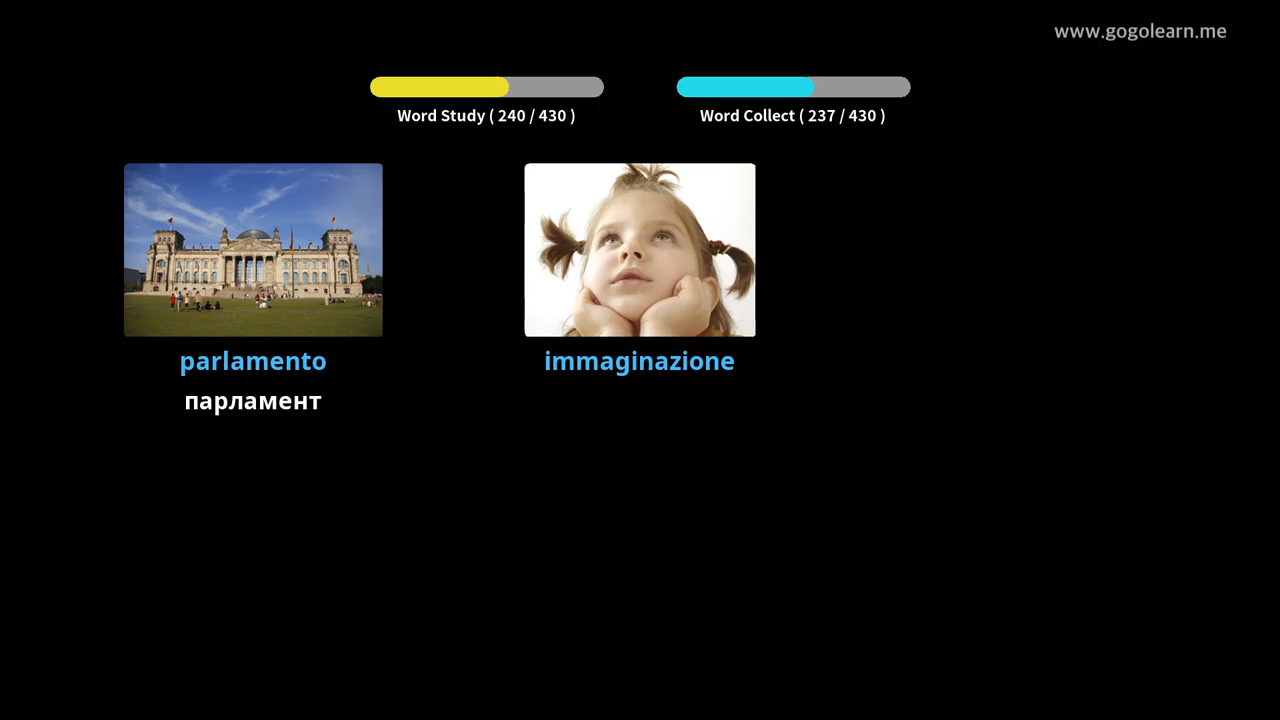 www.gogolearn.me
Word Study ( 240 / 430 )
Word Collect ( 237 / 430 )
parlamento
immaginazione
парламент